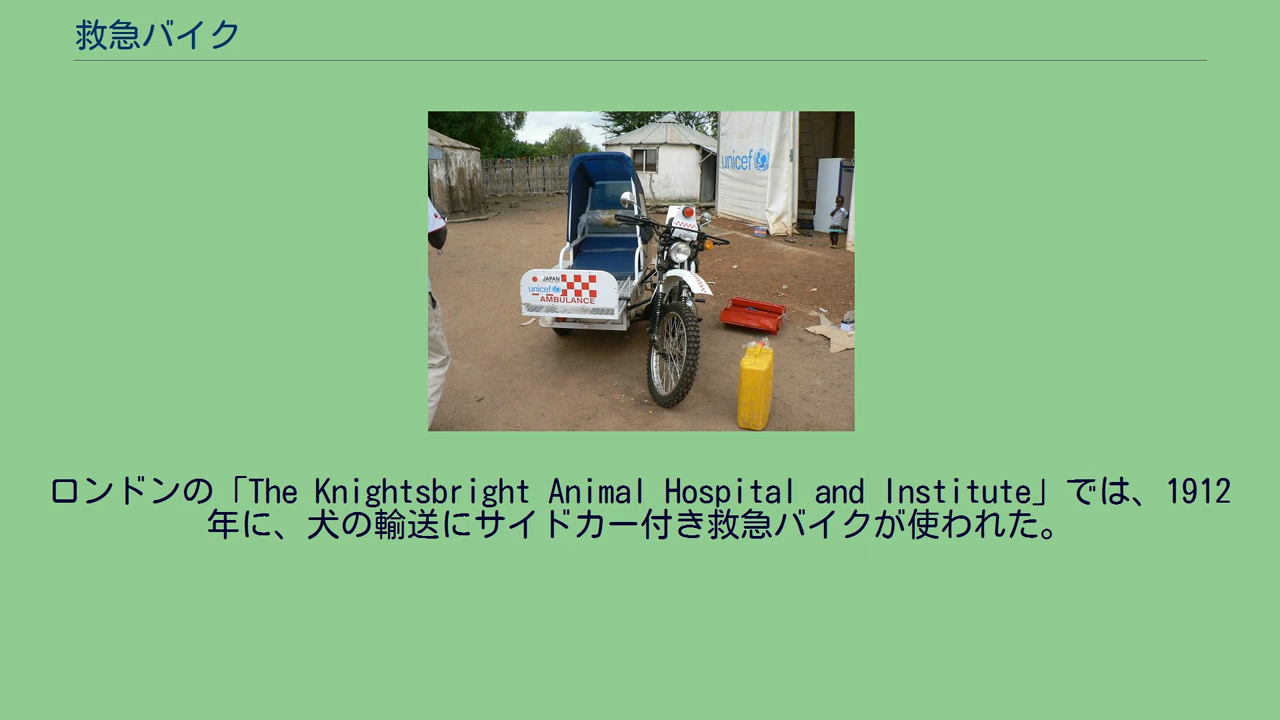 救急バイク
unicef
JAPAN
unicef
AMBULANCE
ロンドンの「The Knightsbright Animal Hospital and Institute」では、1912
年に、犬の輸送にサイドカー付き救急バイクが使われた。